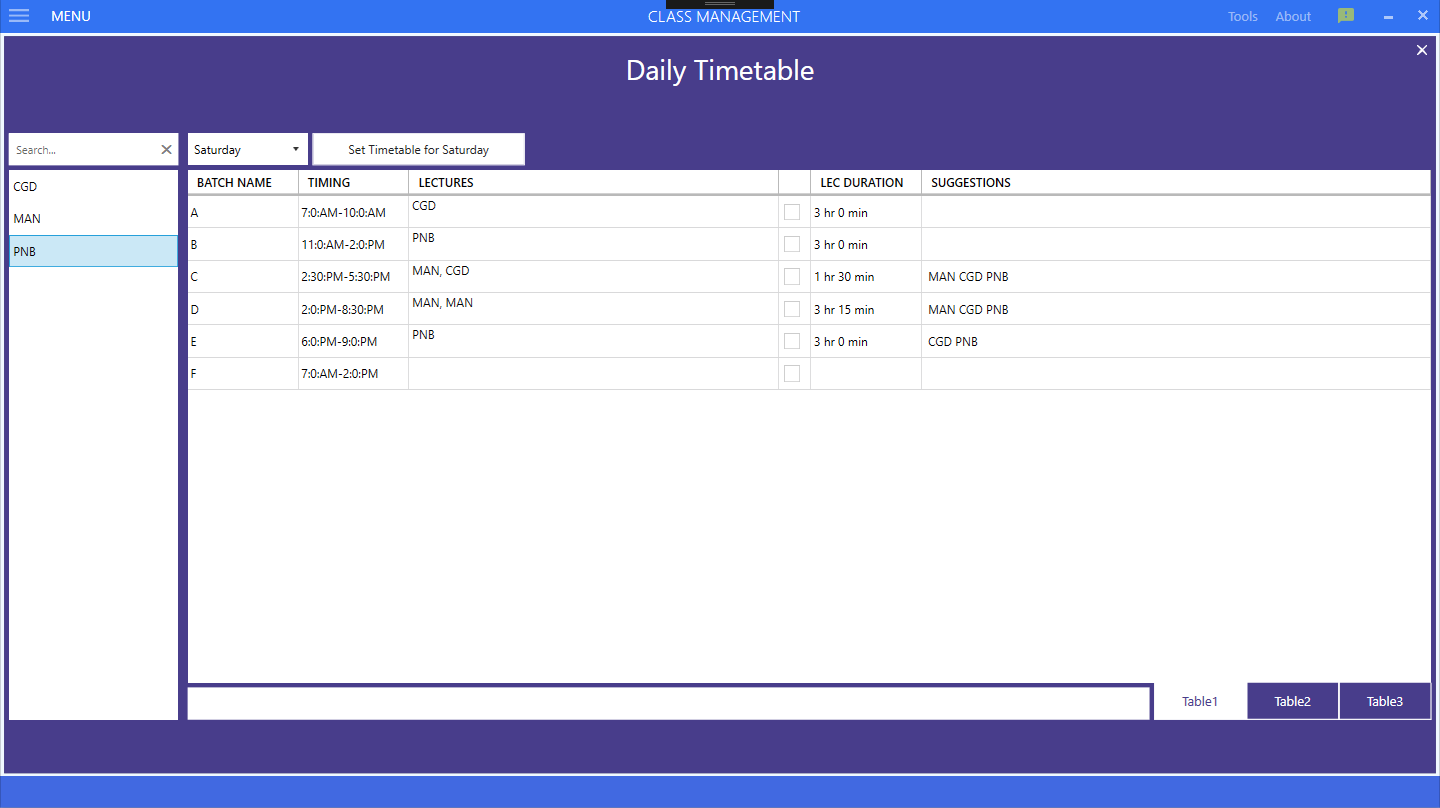 MENU
CLASS MANAGEMENT
Tools About
Daily Timetable
Search...
Saturday
Set Timetable for Saturday
CGD
MAN
PNB
BATCH NAME TIMING LECTURES LEC DURATION SUGGESTIONS
A 7:0:AM-10:0:AM CGD 3 hr 0 min
B 11:0:AM-2:0:PM PNB 3 hr 0 min
C 2:30:PM-5:30:PM MAN, CGD 1 hr 30 min MAN CGD PNB
D 2:0:PM-8:30:PM MAN, MAN 3 hr 15 min MAN CGD PNB
E 6:0:PM-9:0:PM PNB 3 hr 0 min CGD PNB
F 7:0:AM-2:0:PM
Table1 Table2 Table3